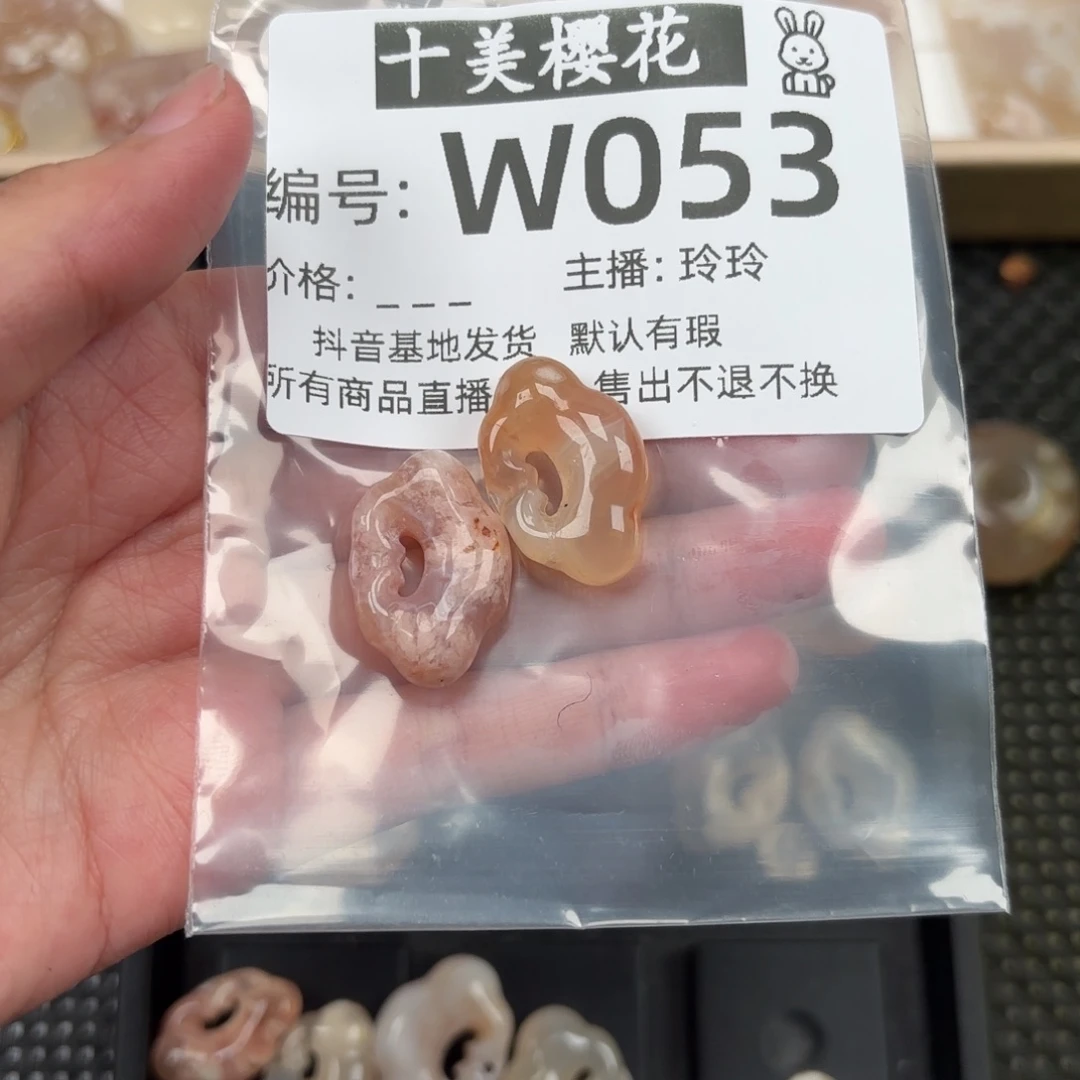 十美樱花
编号: W053
价格: _ _ _ 主播: 玲玲
抖音基地发货 默认有瑕
所有商品直播 售出不退不换